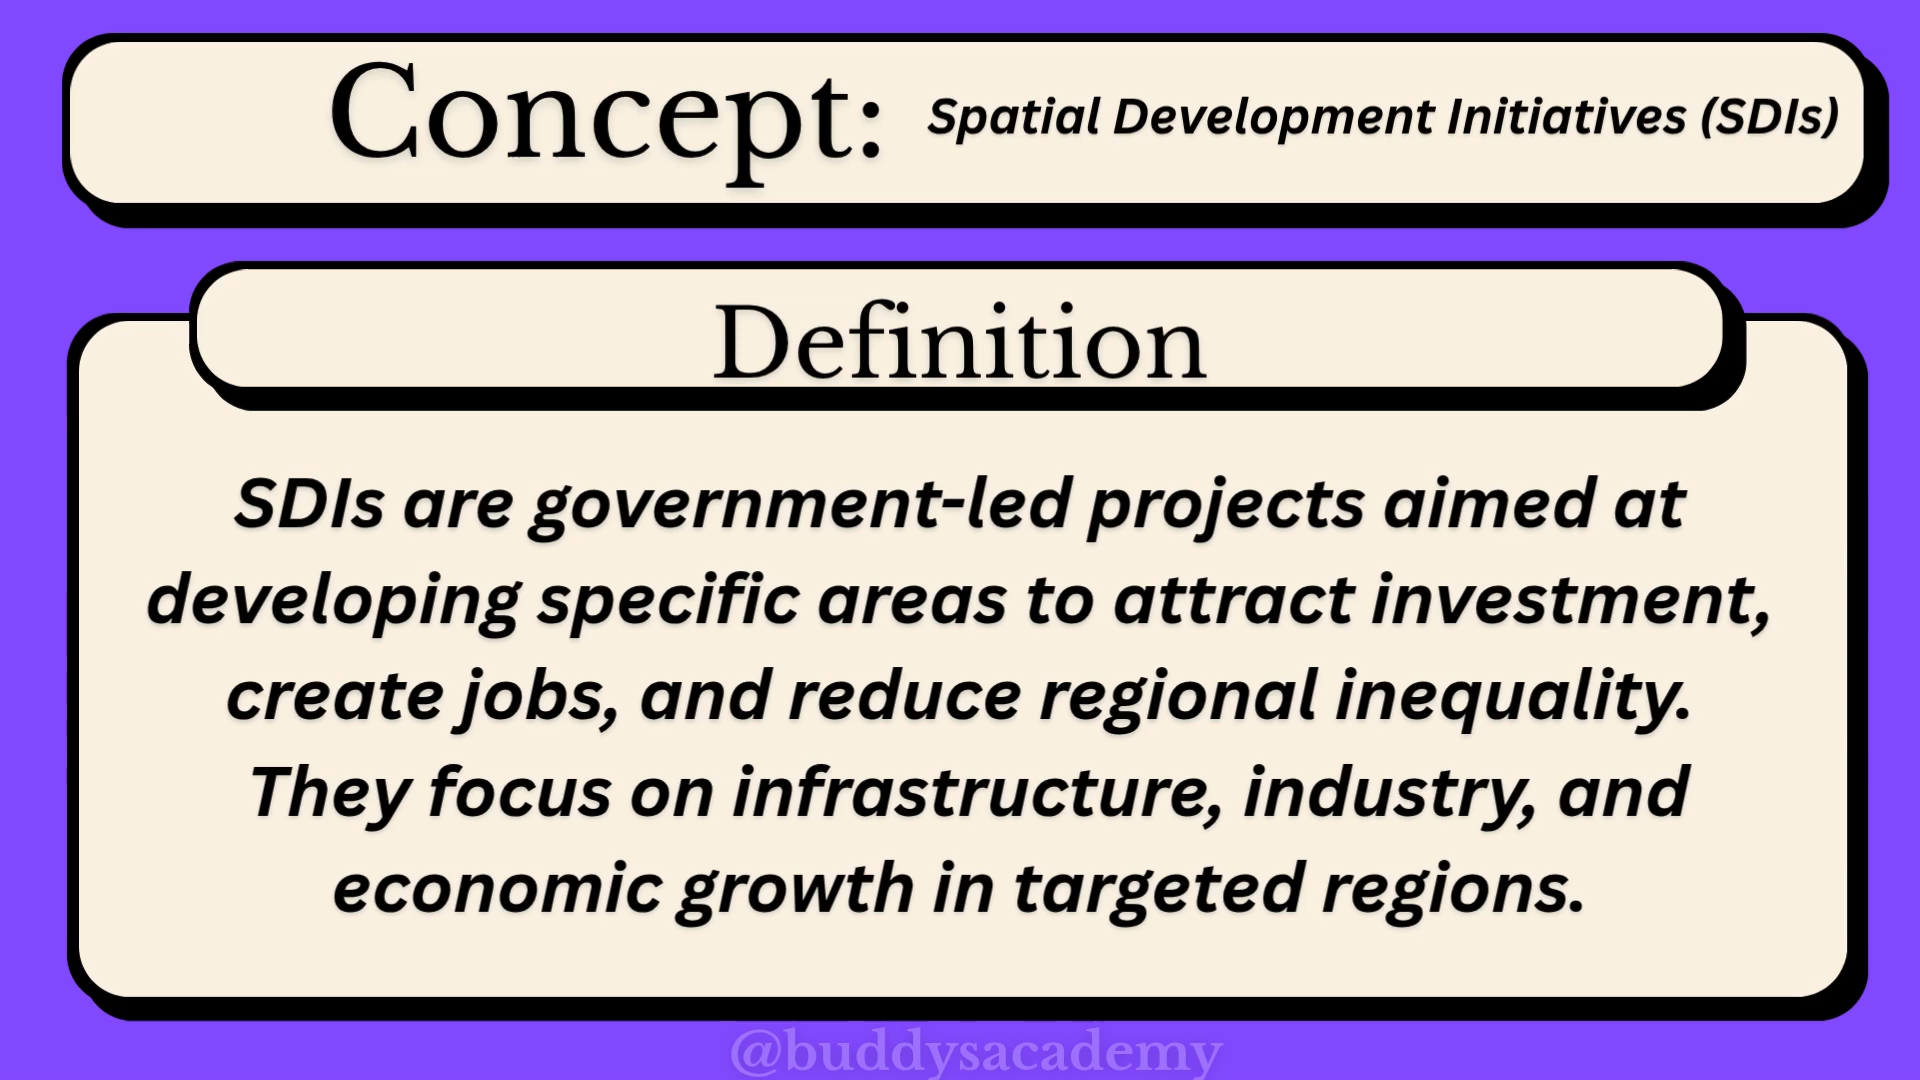 Concept: Spatial Development Initiatives (SDIs)
Definition
SDIs are government-led projects aimed at
developing specific areas to attract investment,
create jobs, and reduce regional inequality.
They focus on infrastructure, industry, and
economic growth in targeted regions.
@buddysacademy